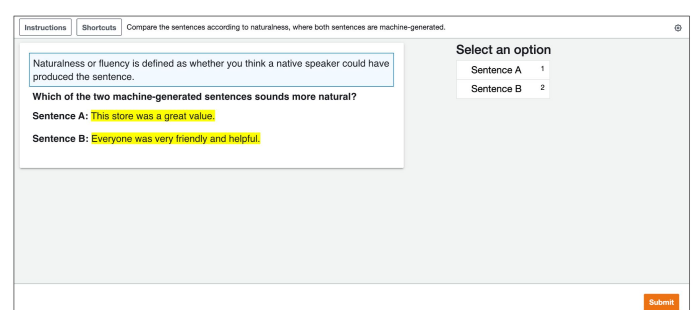 Instructions Shortcuts Compare the sentences according to naturalness, where both sentences are machine-generated.
Naturalness or fluency is defined as whether you think a native speaker could have
produced the sentence.
Which of the two machine-generated sentences sounds more natural?
Sentence A: This store was a great value.
Sentence B: Everyone was very friendly and helpful.
Select an option
Sentence A 1
Sentence B 2
Submit